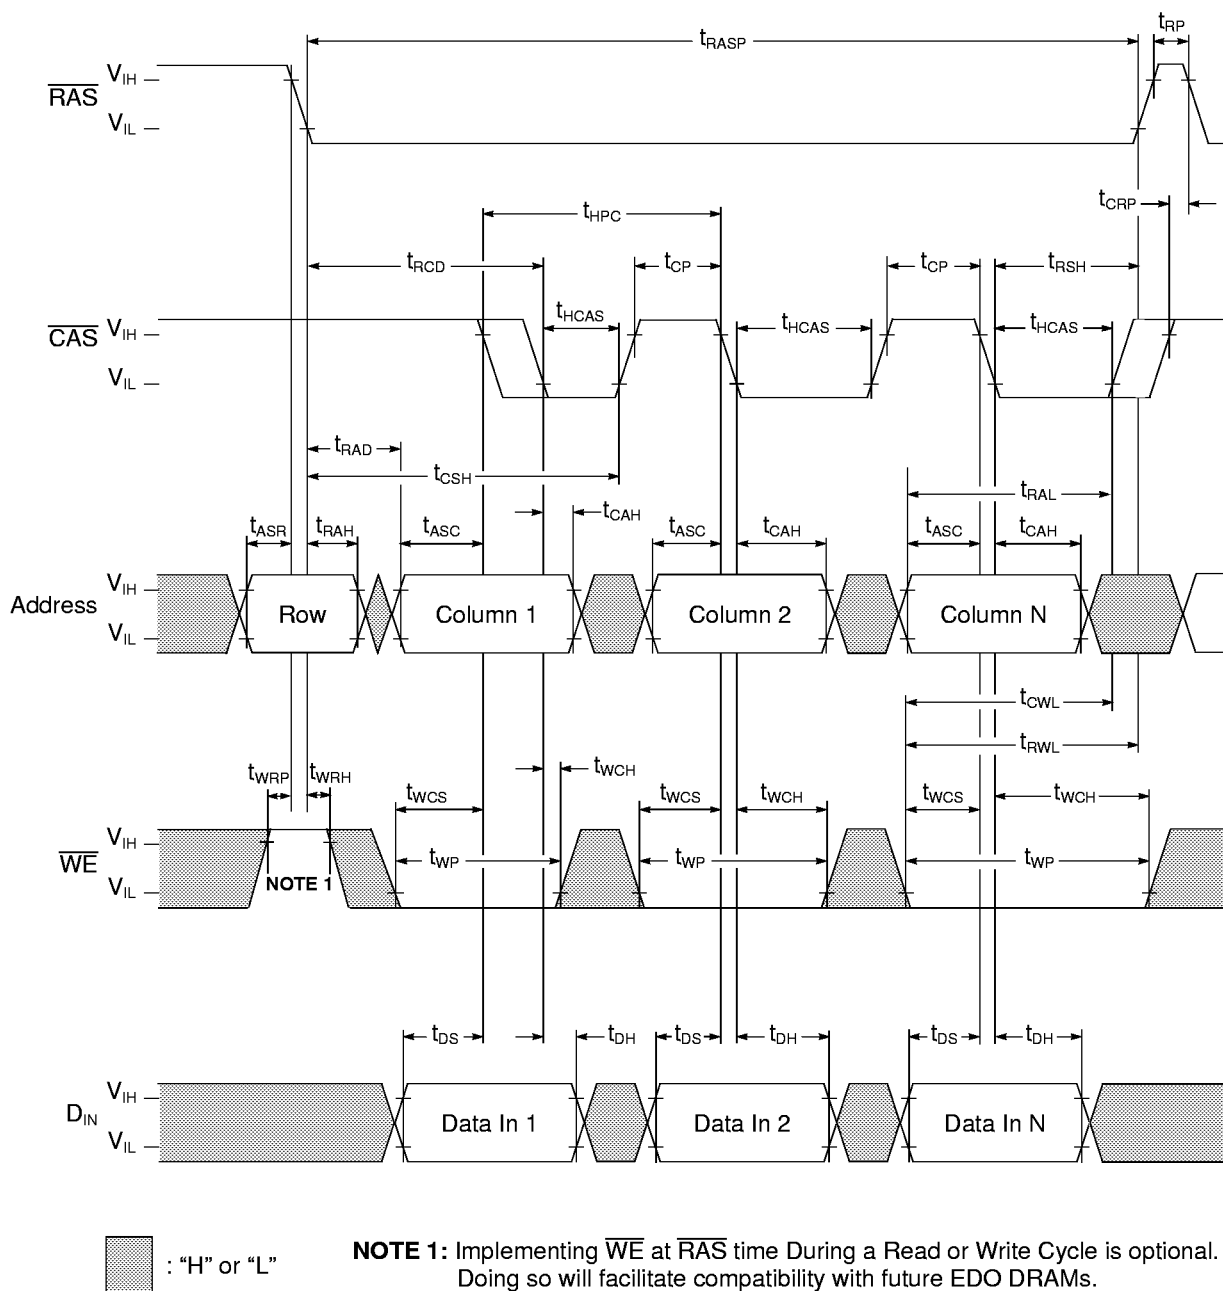 tRP
tRASP
RAS
VIH
VIL
tCRP
tHPC
tRCD
tCP
tCP
tRSH
tHCAS
tHCAS
tHCAS
CAS
VIH
VIL
tRAD
tCSH
tRAL
tCAH
tASR
tRAH
tASC
tASC
tCAH
tASC
tCAH
Address
VIH
VIL
Row
Column 1
Column 2
Column N
tCWL
tRWL
tWRP
tWRH
tWCH
tWCS
tWCS
tWCH
tWCS
tWCH
WE
VIH
VIL
NOTE 1
tWP
tWP
tWP
tDS
tDH
tDS
tDH
tDS
tDH
DIN
VIH
VIL
Data In 1
Data In 2
Data In N
: “H” or “L”
NOTE 1: Implementing WE at RAS time During a Read or Write Cycle is optional.
Doing so will facilitate compatibility with future EDO DRAMs.